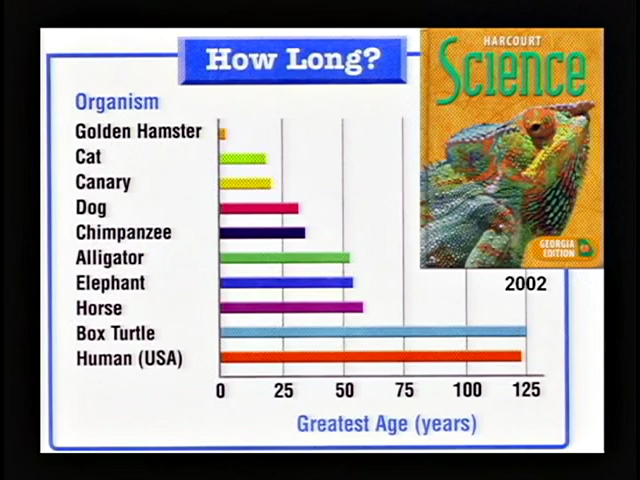 How Long?
HARCOURT
Science
GEORGIA
EDITION
2002
Organism
Golden Hamster
Cat
Canary
Dog
Chimpanzee
Alligator
Elephant
Horse
Box Turtle
Human (USA)
0 25 50 75 100 125
Greatest Age (years)